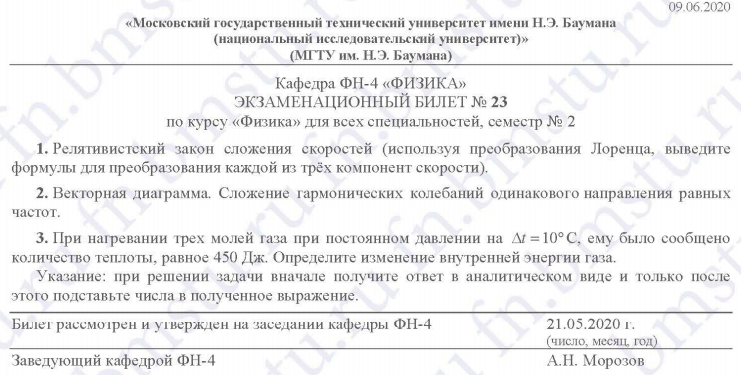 09.06.2020
«Московский государственный технический университет имени Н.Э. Баумана
(национальный исследовательский университет)»
(МГТУ им. Н.Э. Баумана)
Кафедра ФН-4 «ФИЗИКА»
ЭКЗАМЕНАЦИОННЫЙ БИЛЕТ № 23
по курсу «Физика» для всех специальностей, семестр № 2
1. Релятивистский закон сложения скоростей (используя преобразования Лоренца, выведите
формулы для преобразования каждой из трёх компонент скорости).
2. Векторная диаграмма. Сложение гармонических колебаний одинакового направления равных
частот.
3. При нагревании трех молей газа при постоянном давлении на Δt = 10° С, ему было сообщено
количество теплоты, равное 450 Дж. Определите изменение внутренней энергии газа.
Указание: при решении задачи вначале получите ответ в аналитическом виде и только после
этого подставьте числа в полученное выражение.
Билет рассмотрен и утвержден на заседании кафедры ФН-4 21.05.2020 г.
(число, месяц, год)
Заведующий кафедрой ФН-4 А.Н. Морозов
fn.bmstu.ru